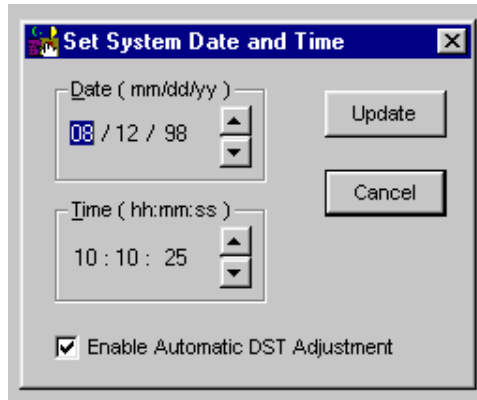 Set System Date and Time
Date ( mm/dd/yy )
08 / 12 / 98
Update
Cancel
Time ( hh:mm:ss )
10 : 10 : 25
Enable Automatic DST Adjustment